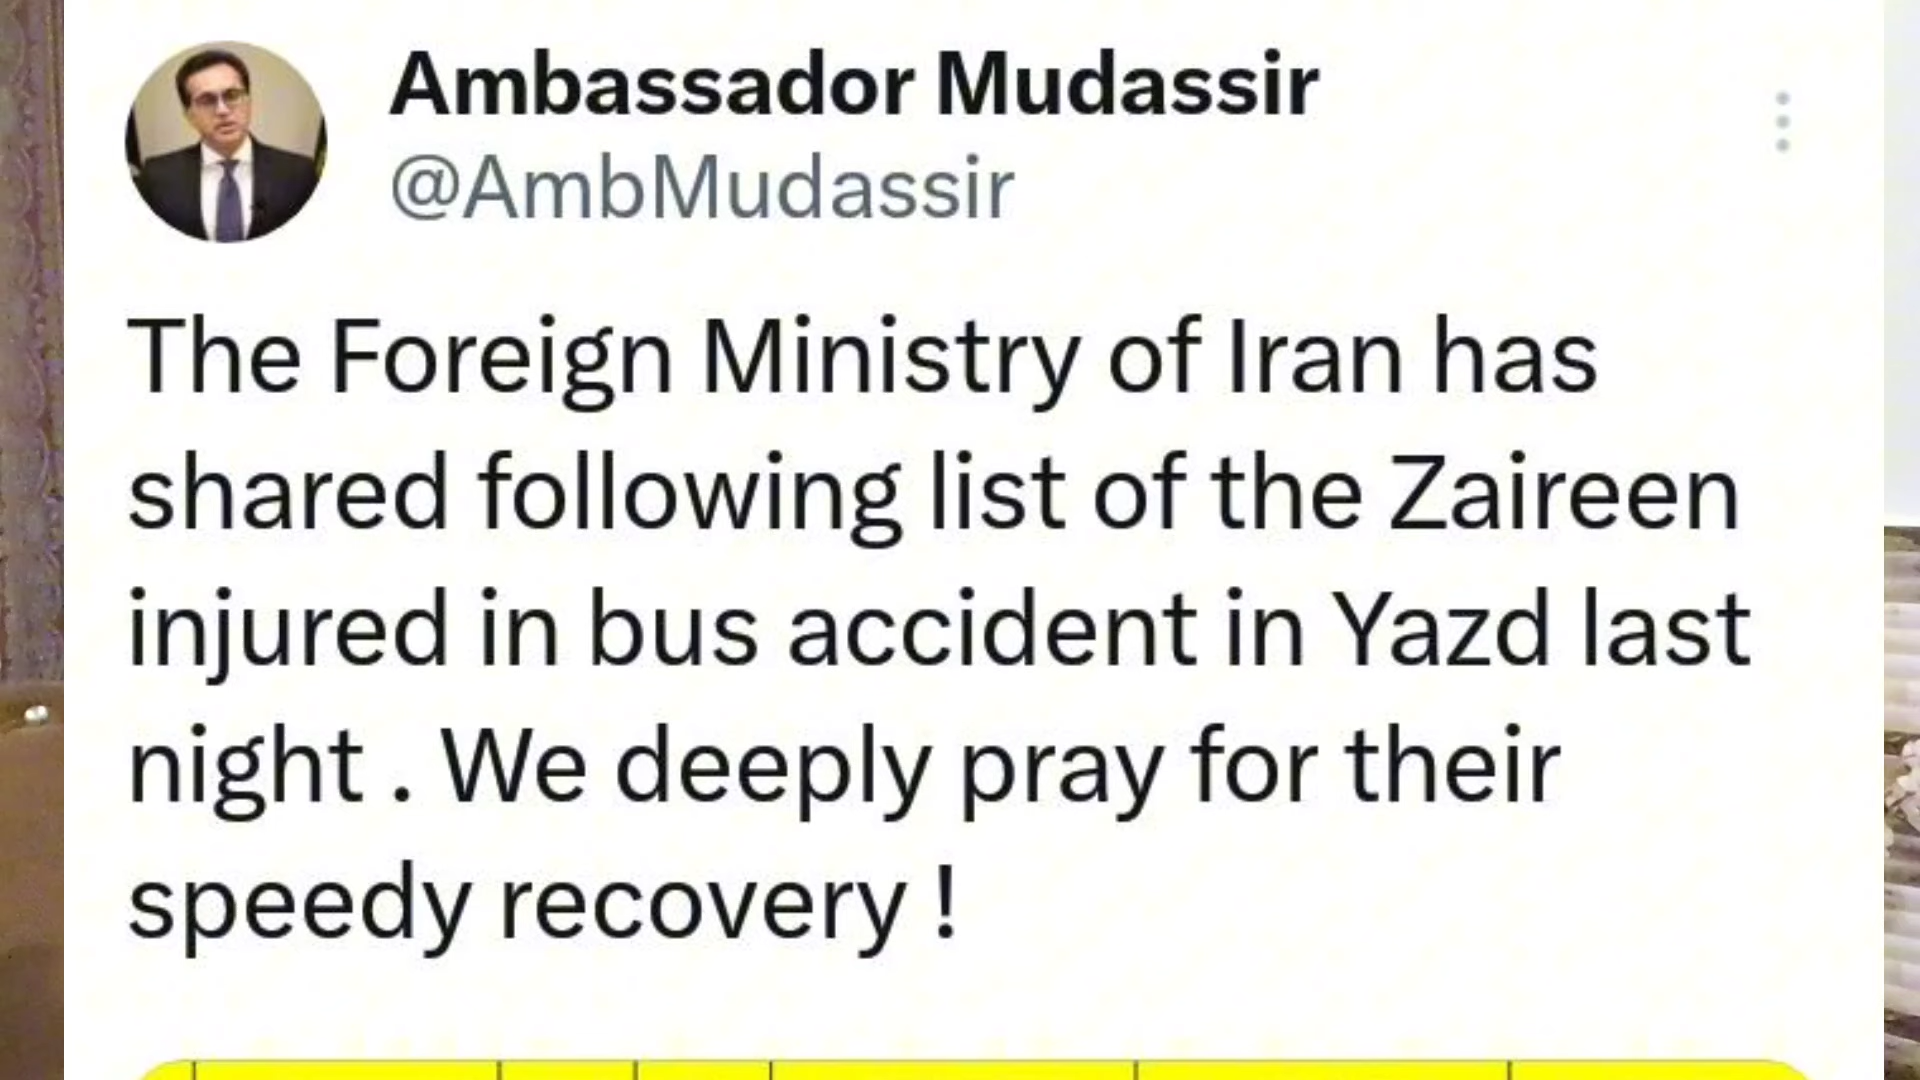 Ambassador Mudassir
@AmbMudassir
The Foreign Ministry of Iran has
shared following list of the Zaireen
injured in bus accident in Yazd last
night . We deeply pray for their
speedy recovery !